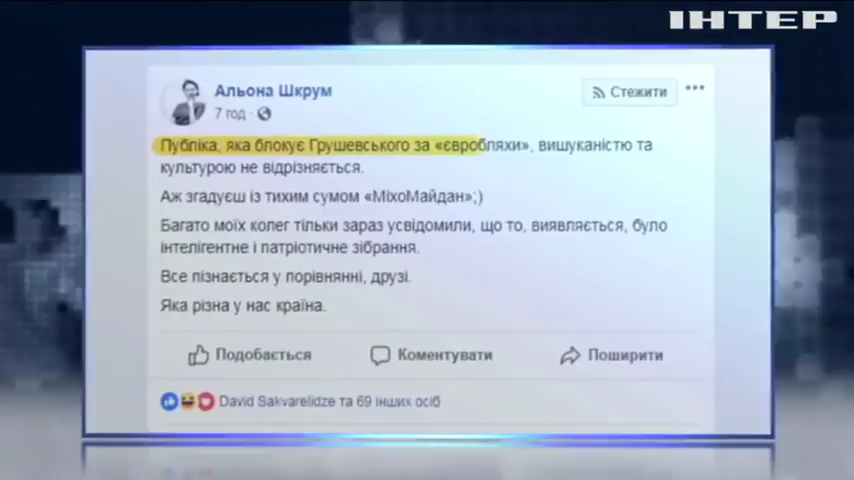 ІНТЕР
Альона Шкрум
7 год ·
Стежити
Публіка, яка блокує Грушевського за «євробляхи», вишуканістю та
культурою не відрізняється.
Аж згадуєш із тихим сумом «МіхоМайдан»;)
Багато моїх колег тільки зараз усвідомили, що то, виявляється, було
інтелігентне і патріотичне зібрання.
Все пізнається у порівнянні, друзі.
Яка різна у нас країна.
Подобається
Коментувати
Поширити
David Sakvarelidze та 69 інших осіб